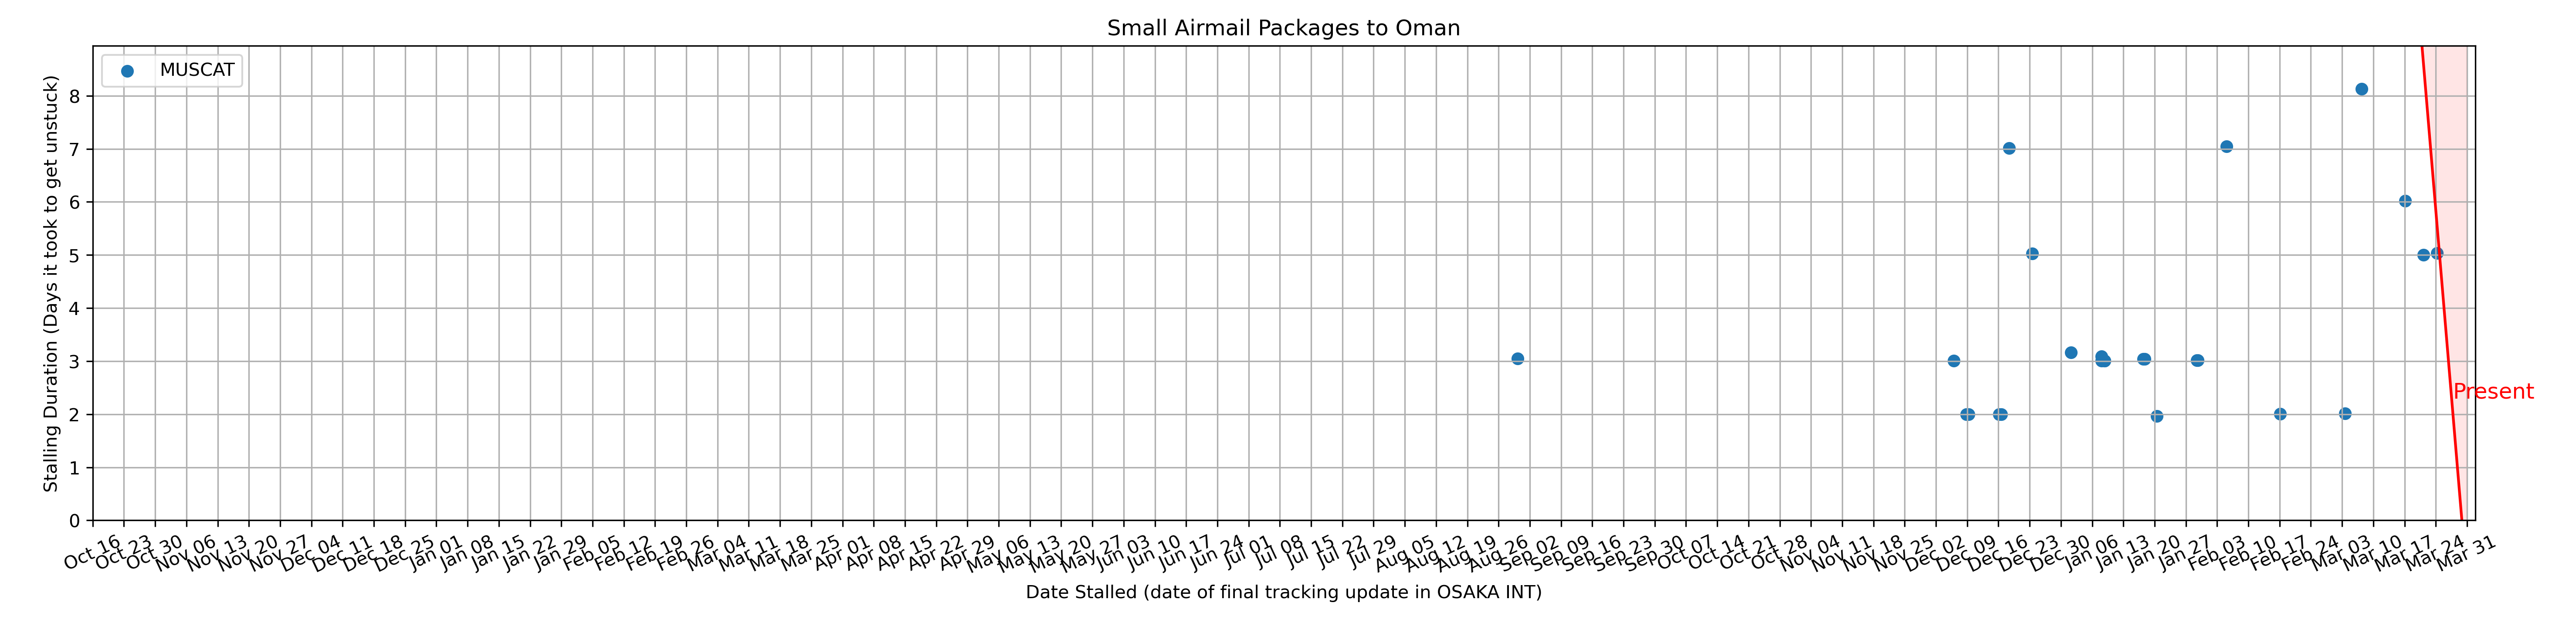 Small Airmail Packages to Oman
MUSCAT
Stalling Duration (Days it took to get unstuck)
8
7
6
5
4
3
2
1
0
Present
Oct 16 Oct 23 Oct 30 Nov 06 Nov 13 Nov 20 Nov 27 Dec 04 Dec 11 Dec 18 Dec 25 Jan 01 Jan 08 Jan 15 Jan 22 Jan 29 Feb 05 Feb 12 Feb 19 Feb 26 Mar 04 Mar 11 Mar 18 Mar 25 Apr 01 Apr 08 Apr 15 Apr 22 Apr 29 May 06 May 13 May 20 May 27 Jun 03 Jun 10 Jun 17 Jun 24 Jul 01 Jul 08 Jul 15 Jul 22 Jul 29 Aug 05 Aug 12 Aug 19 Aug 26 Sep 02 Sep 09 Sep 16 Sep 23 Sep 30 Oct 07 Oct 14 Oct 21 Oct 28 Nov 04 Nov 11 Nov 18 Nov 25 Dec 02 Dec 09 Dec 16 Dec 23 Dec 30 Jan 06 Jan 13 Jan 20 Jan 27 Feb 03 Feb 10 Feb 17 Feb 24 Mar 03 Mar 10 Mar 17 Mar 24 Mar 31
Date Stalled (date of final tracking update in OSAKA INT)